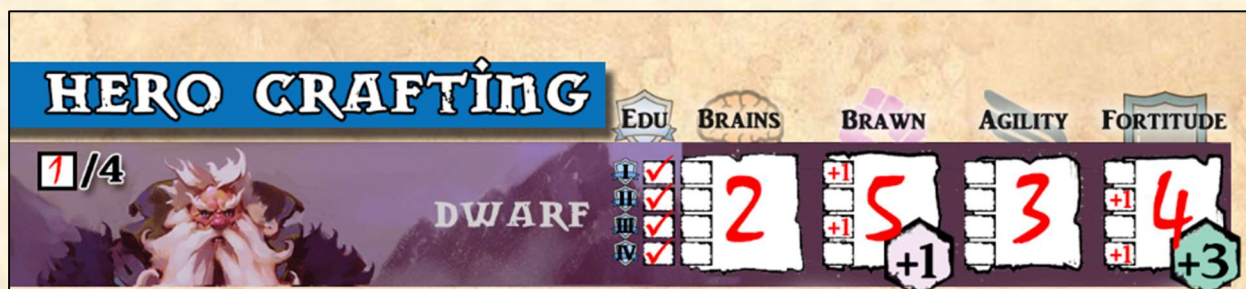 HERO CRAFTING
EDU BRAINS BRAWN AGILITY FORTITUDE
1/4
DWARF
I +1
II +1
III +1
IV +1
2 5 3 4
+1 +3